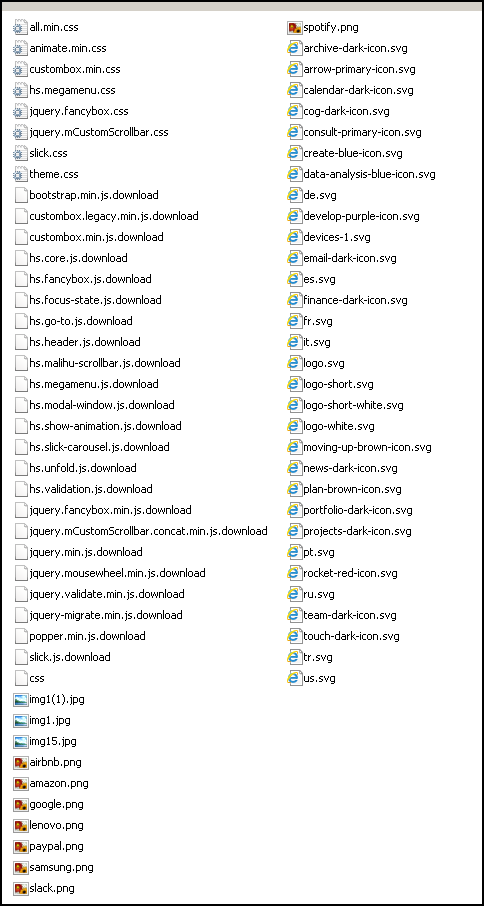 all.min.css
animate.min.css
custombox.min.css
hs.megamenu.css
jquery.fancybox.css
jquery.mCustomScrollbar.css
slick.css
theme.css
bootstrap.min.js.download
custombox.legacy.min.js.download
custombox.min.js.download
hs.core.js.download
hs.fancybox.js.download
hs.focus-state.js.download
hs.go-to.js.download
hs.header.js.download
hs.malihu-scrollbar.js.download
hs.megamenu.js.download
hs.modal-window.js.download
hs.show-animation.js.download
hs.slick-carousel.js.download
hs.unfold.js.download
hs.validation.js.download
jquery.fancybox.min.js.download
jquery.mCustomScrollbar.concat.min.js.download
jquery.min.js.download
jquery.mousewheel.min.js.download
jquery.validate.min.js.download
jquery-migrate.min.js.download
popper.min.js.download
slick.js.download
css
img1(1).jpg
img1.jpg
img15.jpg
airbnb.png
amazon.png
google.png
lenovo.png
paypal.png
samsung.png
slack.png
spotify.png
archive-dark-icon.svg
arrow-primary-icon.svg
calendar-dark-icon.svg
cog-dark-icon.svg
consult-primary-icon.svg
create-blue-icon.svg
data-analysis-blue-icon.svg
de.svg
develop-purple-icon.svg
devices-1.svg
email-dark-icon.svg
es.svg
finance-dark-icon.svg
fr.svg
it.svg
logo.svg
logo-short.svg
logo-short-white.svg
logo-white.svg
moving-up-brown-icon.svg
news-dark-icon.svg
plan-brown-icon.svg
portfolio-dark-icon.svg
projects-dark-icon.svg
pt.svg
rocket-red-icon.svg
ru.svg
team-dark-icon.svg
touch-dark-icon.svg
tr.svg
us.svg